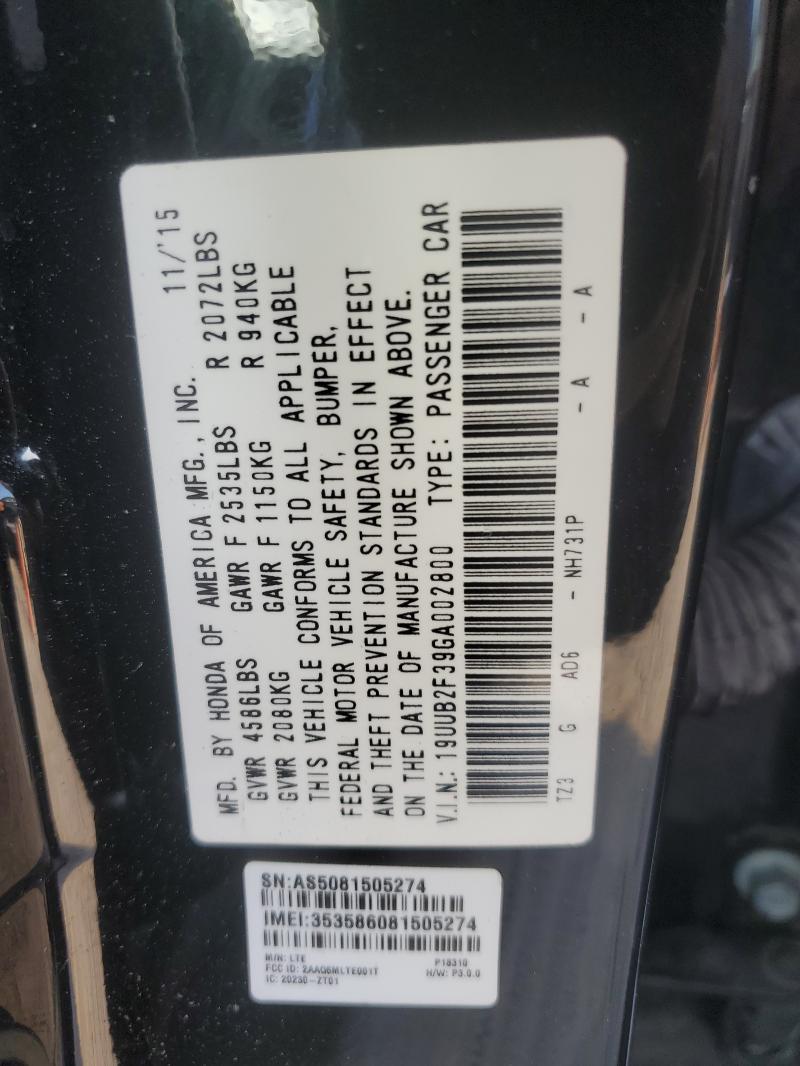 MFD. BY HONDA OF AMERICA MFG., INC. 11/'15
GVWR 4586LBS GAWR F 2535LBS R 2072LBS
GVWR 2080KG GAWR F 1150KG R 940KG
THIS VEHICLE CONFORMS TO ALL APPLICABLE
FEDERAL MOTOR VEHICLE SAFETY, BUMPER,
AND THEFT PREVENTION STANDARDS IN EFFECT
ON THE DATE OF MANUFACTURE SHOWN ABOVE.
V.I.N.: 19UUB2F39GA002800 TYPE: PASSENGER CAR
TZ3 G AD6 - NH731P - A - A
SN:AS5081505274
IMEI:353586081505274
M/N: LTE P18310
FCC ID: 2AAQ6MLTE001T H/W: P3.0.0
IC: 20230-ZT01